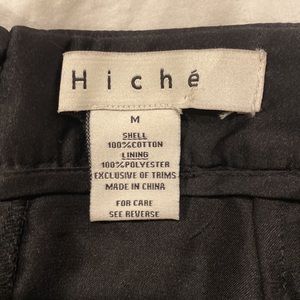 Hiché
M
SHELL
100%COTTON
LINING
100%POLYESTER
EXCLUSIVE OF TRIMS
MADE IN CHINA
FOR CARE
SEE REVERSE